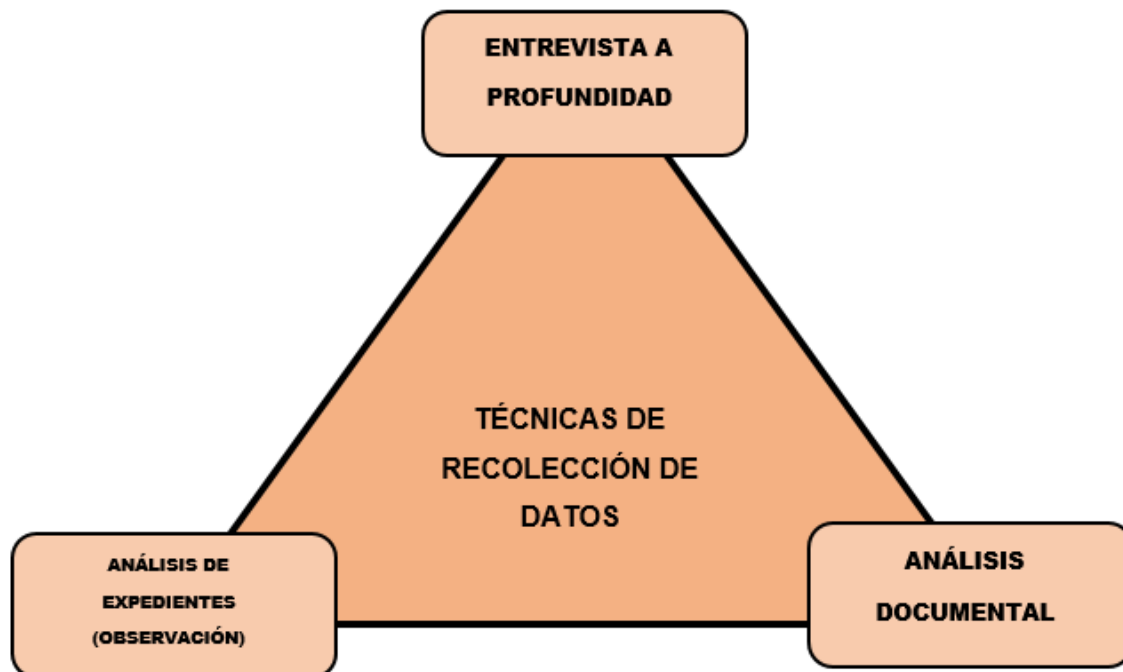 ENTREVISTA A
PROFUNDIDAD
TÉCNICAS DE
RECOLECCIÓN DE
DATOS
ANÁLISIS DE
EXPEDIENTES
(OBSERVACIÓN)
ANÁLISIS
DOCUMENTAL